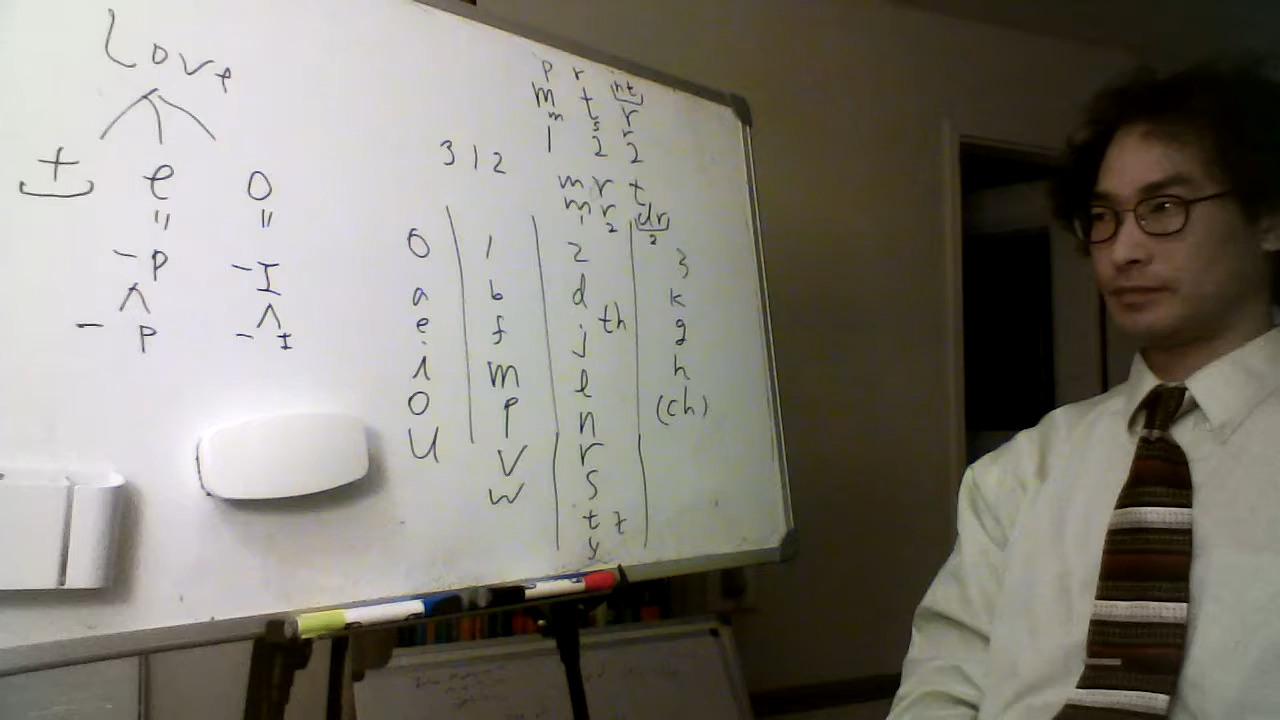 Love
+ e o
" "
-P -I
^ ^
- P - I
P r nt
m t r
m s r
1 2 2
3 1 2
m r t
m r dr
1 2 2
0 1 2 3
a b d k
e f j th g
i m l h
o p n (ch)
u v r
w s
t z
y